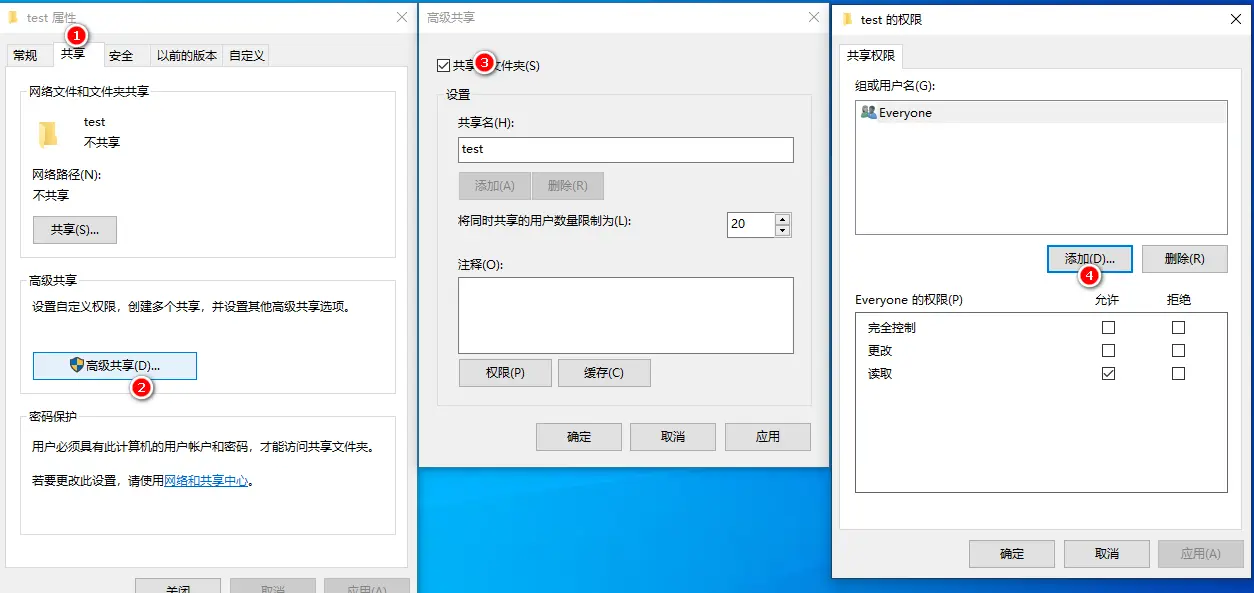 test 属性
1
常规 共享 安全 以前的版本 自定义
网络文件和文件夹共享
test
不共享
网络路径(N):
不共享
共享(S)...
高级共享
设置自定义权限，创建多个共享，并设置其他高级共享选项。
高级共享(D)...
2
密码保护
用户必须具有此计算机的用户帐户和密码，才能访问共享文件夹。
若要更改此设置，请使用网络和共享中心。
关闭 取消 应用(A)
高级共享
共享 3 文件夹(S)
设置
共享名(H):
test
添加(A) 删除(R)
将同时共享的用户数量限制为(L): 20
注释(O):
权限(P) 缓存(C)
确定 取消 应用
test 的权限
共享权限
组或用户名(G):
Everyone
添加(D)... 删除(R)
4
Everyone 的权限(P) 允许 拒绝
完全控制
更改
读取
确定 取消 应用(A)